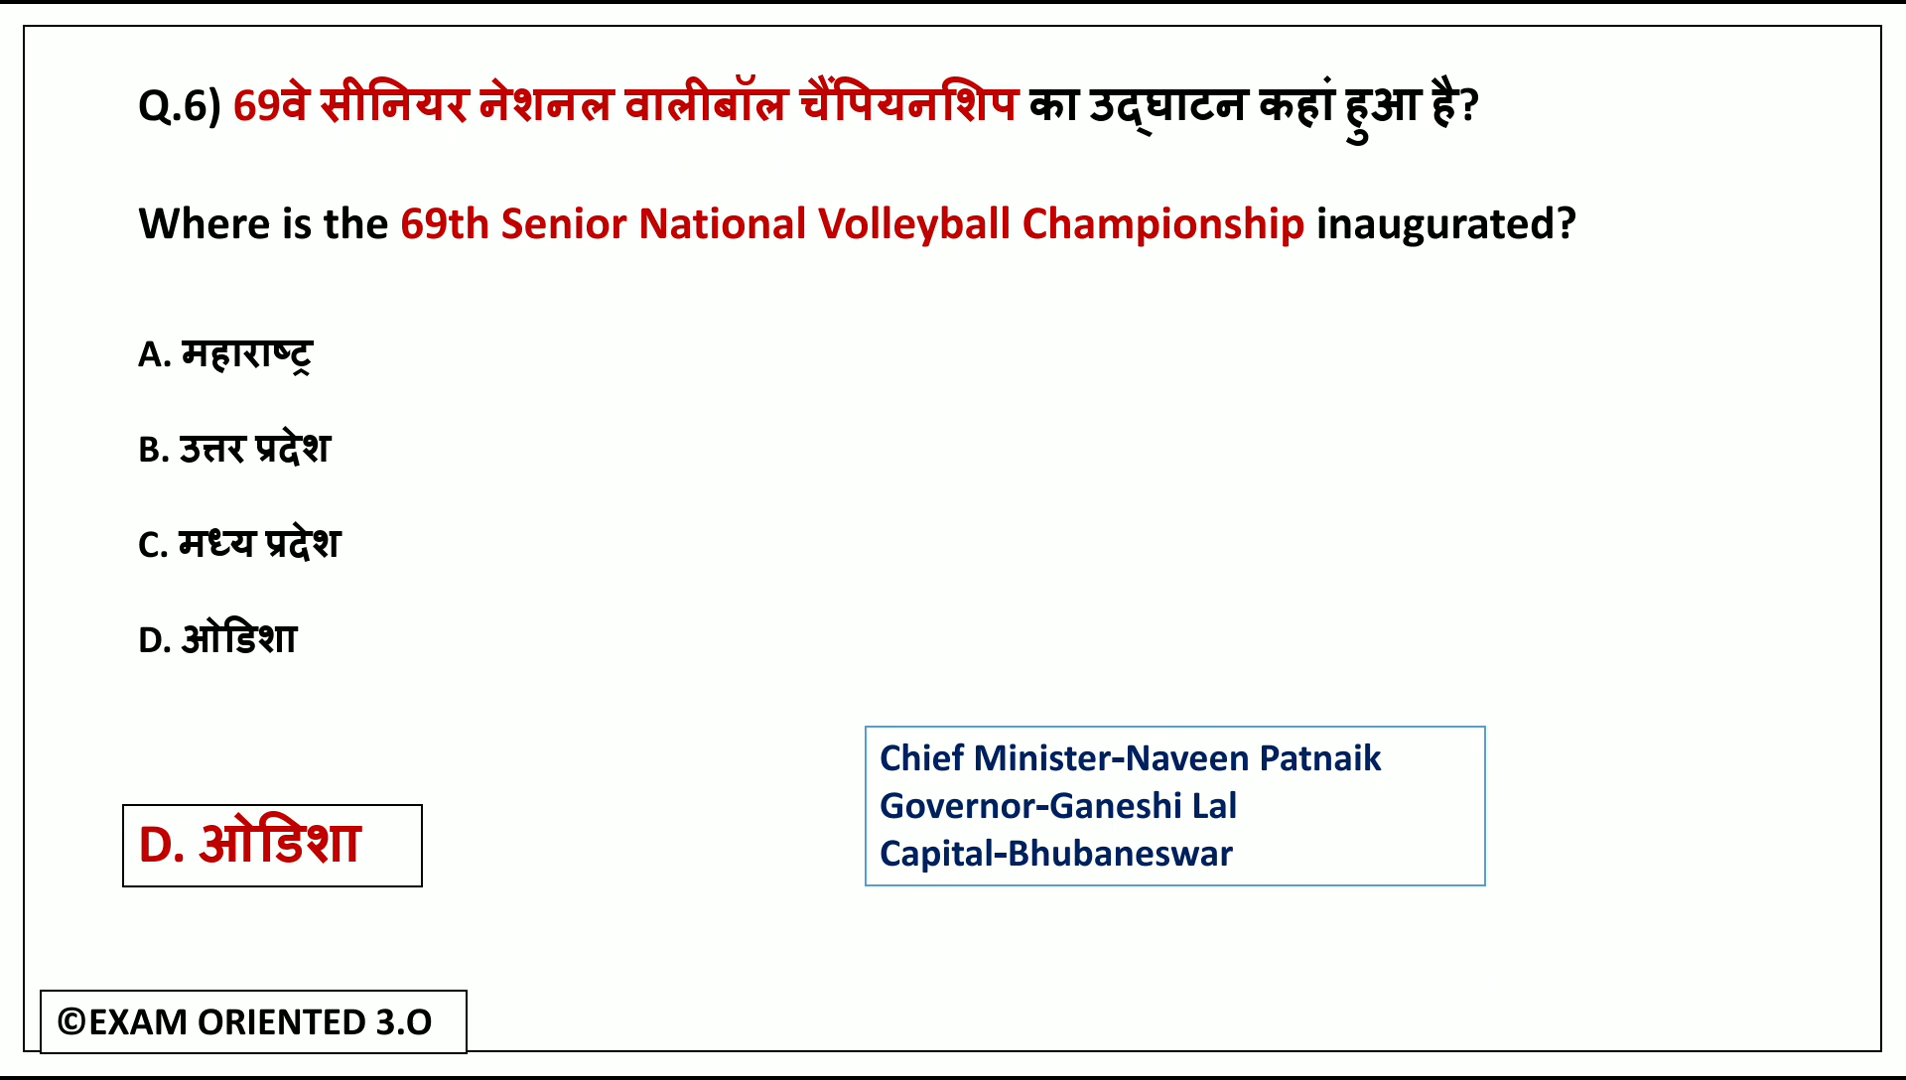 Q.6) 69वे सीनियर नेशनल वालीबॉल चैंपियनशिप का उद्घाटन कहां हुआ है?
Where is the 69th Senior National Volleyball Championship inaugurated?
A. महाराष्ट्र
B. उत्तर प्रदेश
C. मध्य प्रदेश
D. ओडिशा
Chief Minister-Naveen Patnaik
Governor-Ganeshi Lal
Capital-Bhubaneswar
D. ओडिशा
©EXAM ORIENTED 3.O